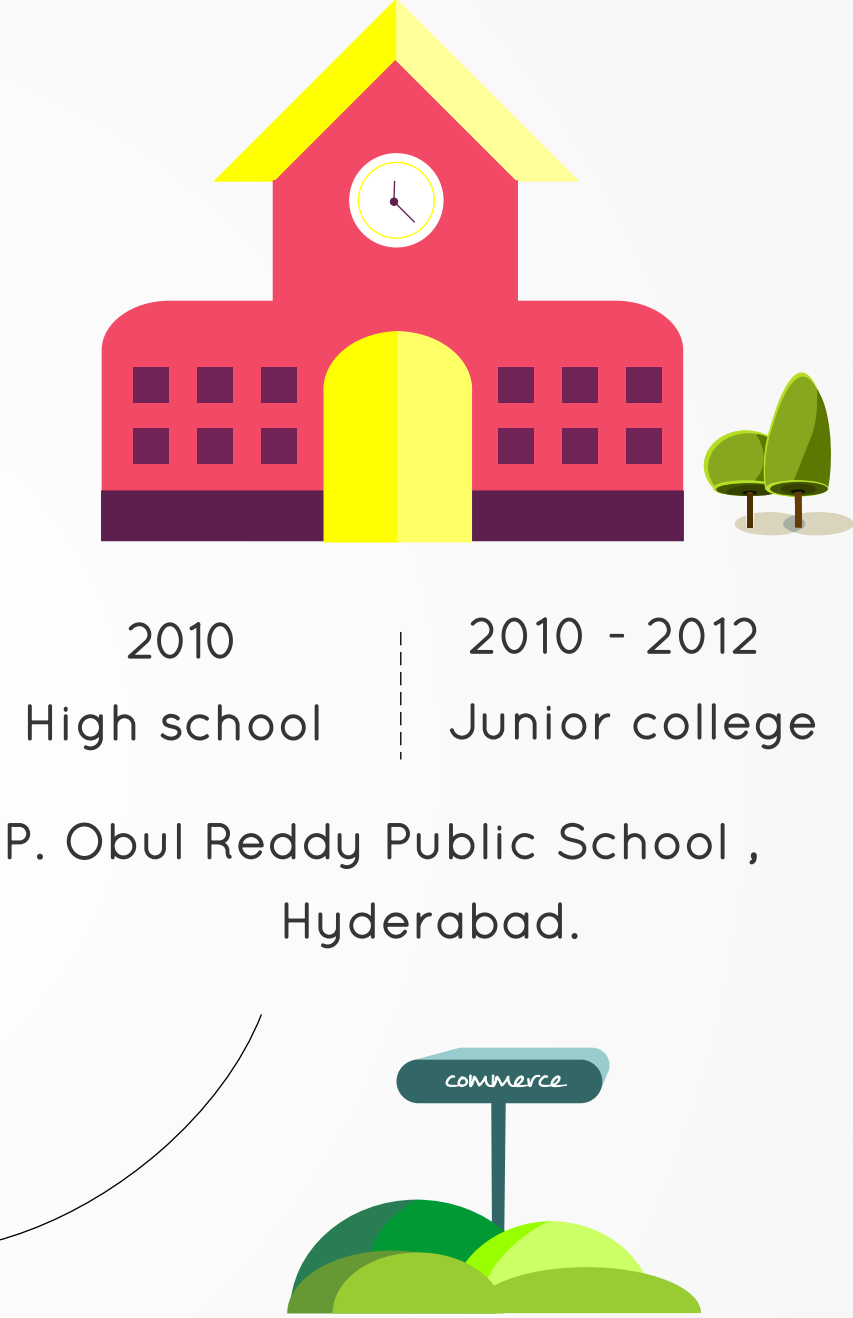 2010
High school
2010 - 2012
Junior college
P. Obul Reddy Public School ,
Hyderabad.
commerce